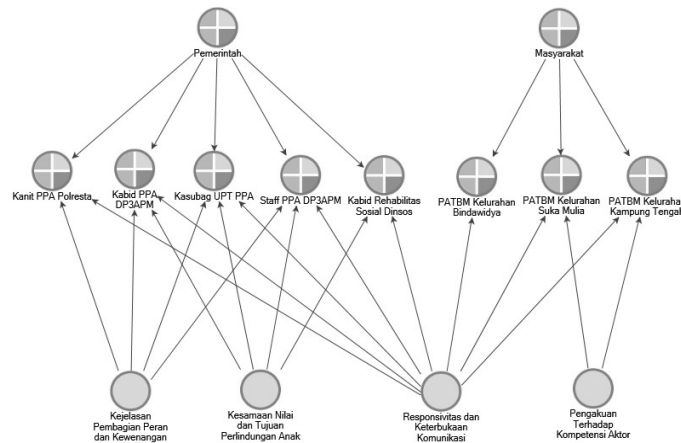 Pemerintah
Masyarakat
Kanit PPA Polresta
Kabid PPA
DP3APM
Kasubag UPT PPA
Staff PPA DP3APM
Kabid Rehabilitas
Sosial Dinsos
PATBM Kelurahan
Bindawidya
PATBM Kelurahan
Suka Mulia
PATBM Keluraha
Kampung Tengal
Kejelasan
Pembagian Peran
dan Kewenangan
Kesamaan Nilai
dan Tujuan
Perlindungan Anak
Responsivitas dan
Keterbukaan
Komunikasi
Pengakuan
Terhadap
Kompetensi Aktor